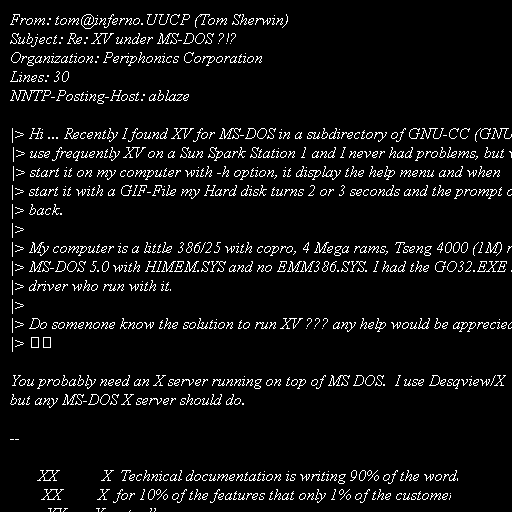 From: tom@inferno.UUCP (Tom Sherwin)
Subject: Re: XV under MS-DOS ?!?
Organization: Periphonics Corporation
Lines: 30
NNTP-Posting-Host: ablaze
|> Hi ... Recently I found XV for MS-DOS in a subdirectory of GNU-CC (GNU
|> use frequently XV on a Sun Spark Station 1 and I never had problems, but
|> start it on my computer with -h option, it display the help menu and when
|> start it with a GIF-File my Hard disk turns 2 or 3 seconds and the prompt
|> back.
|>
|> My computer is a little 386/25 with copro, 4 Mega rams, Tseng 4000 (1M)
|> MS-DOS 5.0 with HIMEM.SYS and no EMM386.SYS. I had the GO32.EXE
|> driver who run with it.
|>
|> Do somenone know the solution to run XV ??? any help would be apprecied
|>
You probably need an X server running on top of MS DOS.  I use Desqview/X
but any MS-DOS X server should do.
--
XX          X  Technical documentation is writing 90% of the word.
XX        X  for 10% of the features that only 1% of the